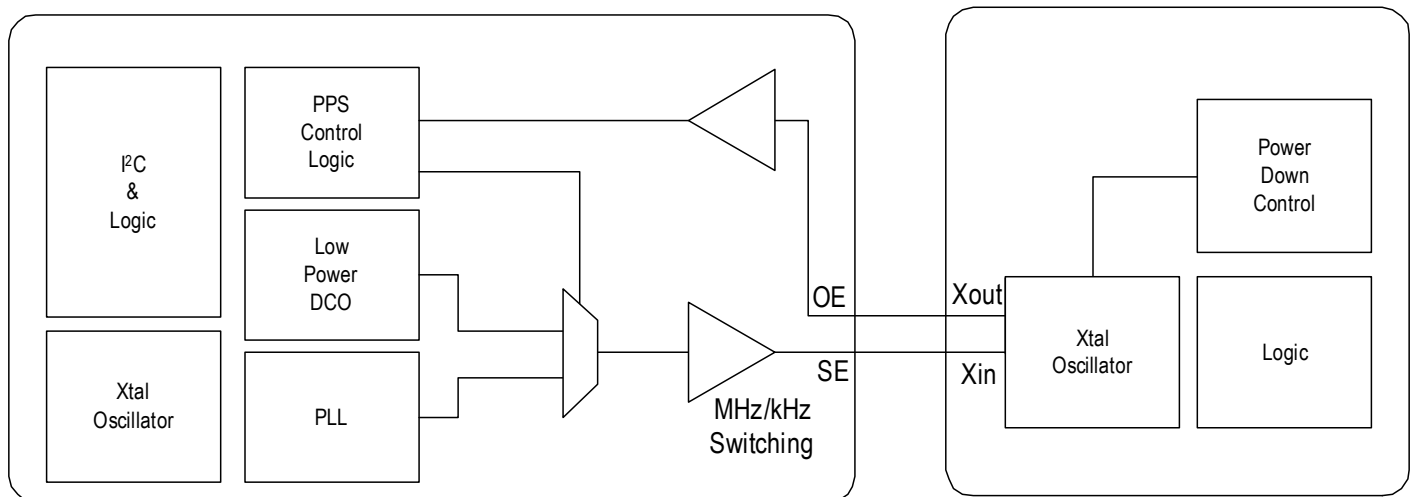 I²C
&
Logic
PPS
Control
Logic
Low
Power
DCO
Xtal
Oscillator
PLL
OE
SE
MHz/kHz
Switching
Xout
Xin
Power
Down
Control
Xtal
Oscillator
Logic